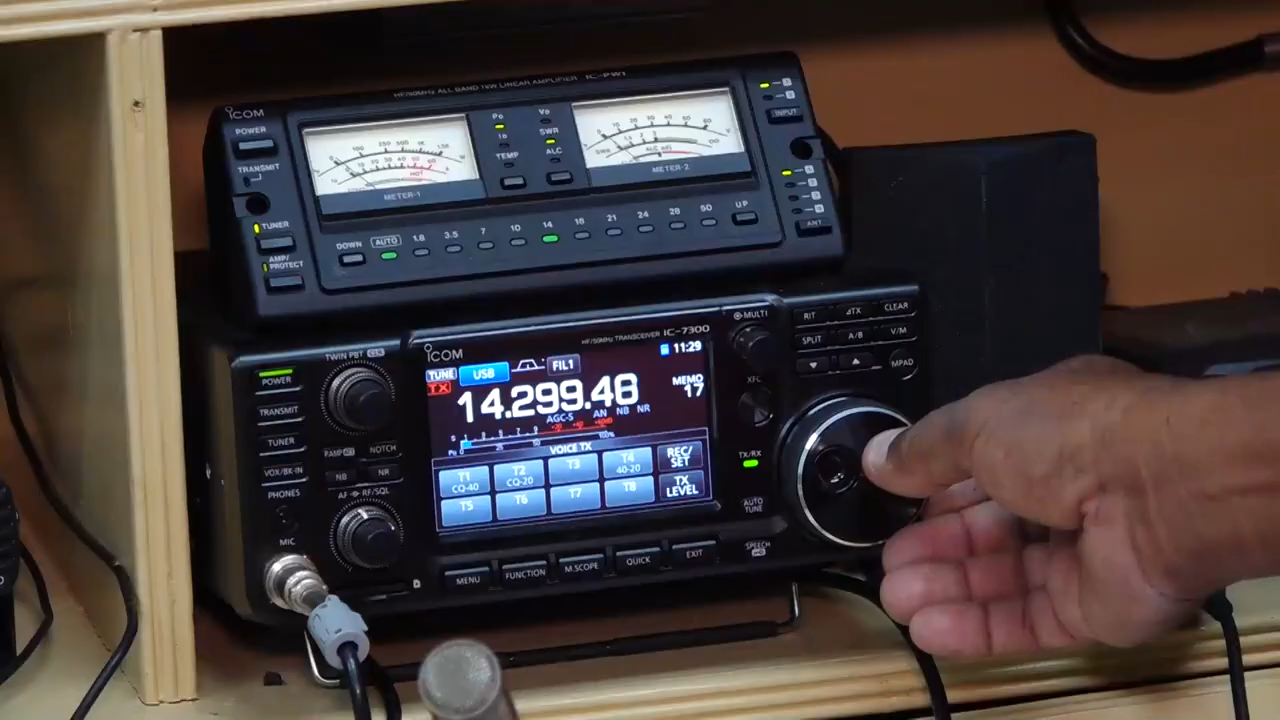 HF/50MHz ALL BAND 1kW LINEAR AMPLIFIER IC-PW1
ICOM
POWER
TRANSMIT
TUNER
AMP/
PROTECT
METER-1
Po
TEMP
SWR
ALC
METER-2
INPUT
ANT
DOWN AUTO 1.8 3.5 7 10 14 18 21 24 28 50 UP
HF/50MHz TRANSCEIVER IC-7300
ICOM
TWIN PBT CLR
POWER
TRANSMIT
TUNER
VOX/BK-IN
PHONES
MIC
P.AMP ATT
NOTCH
NB
NR
AF RF/SQL
TUNE USB FIL1 11:29
TX
14.299.48
MEMO
17
AGC-S AN NB NR
VOICE TX
T1
CQ-40
T2
CQ-20
T3
T4
40-20
REC/
SET
T5
T6
T7
T8
TX
LEVEL
MENU
FUNCTION
M.SCOPE
QUICK
EXIT
MULTI
XFC
TX/RX
AUTO
TUNE
SPEECH
RIT
ΔTX
CLEAR
SPLIT
A/B
V/M
MPAD